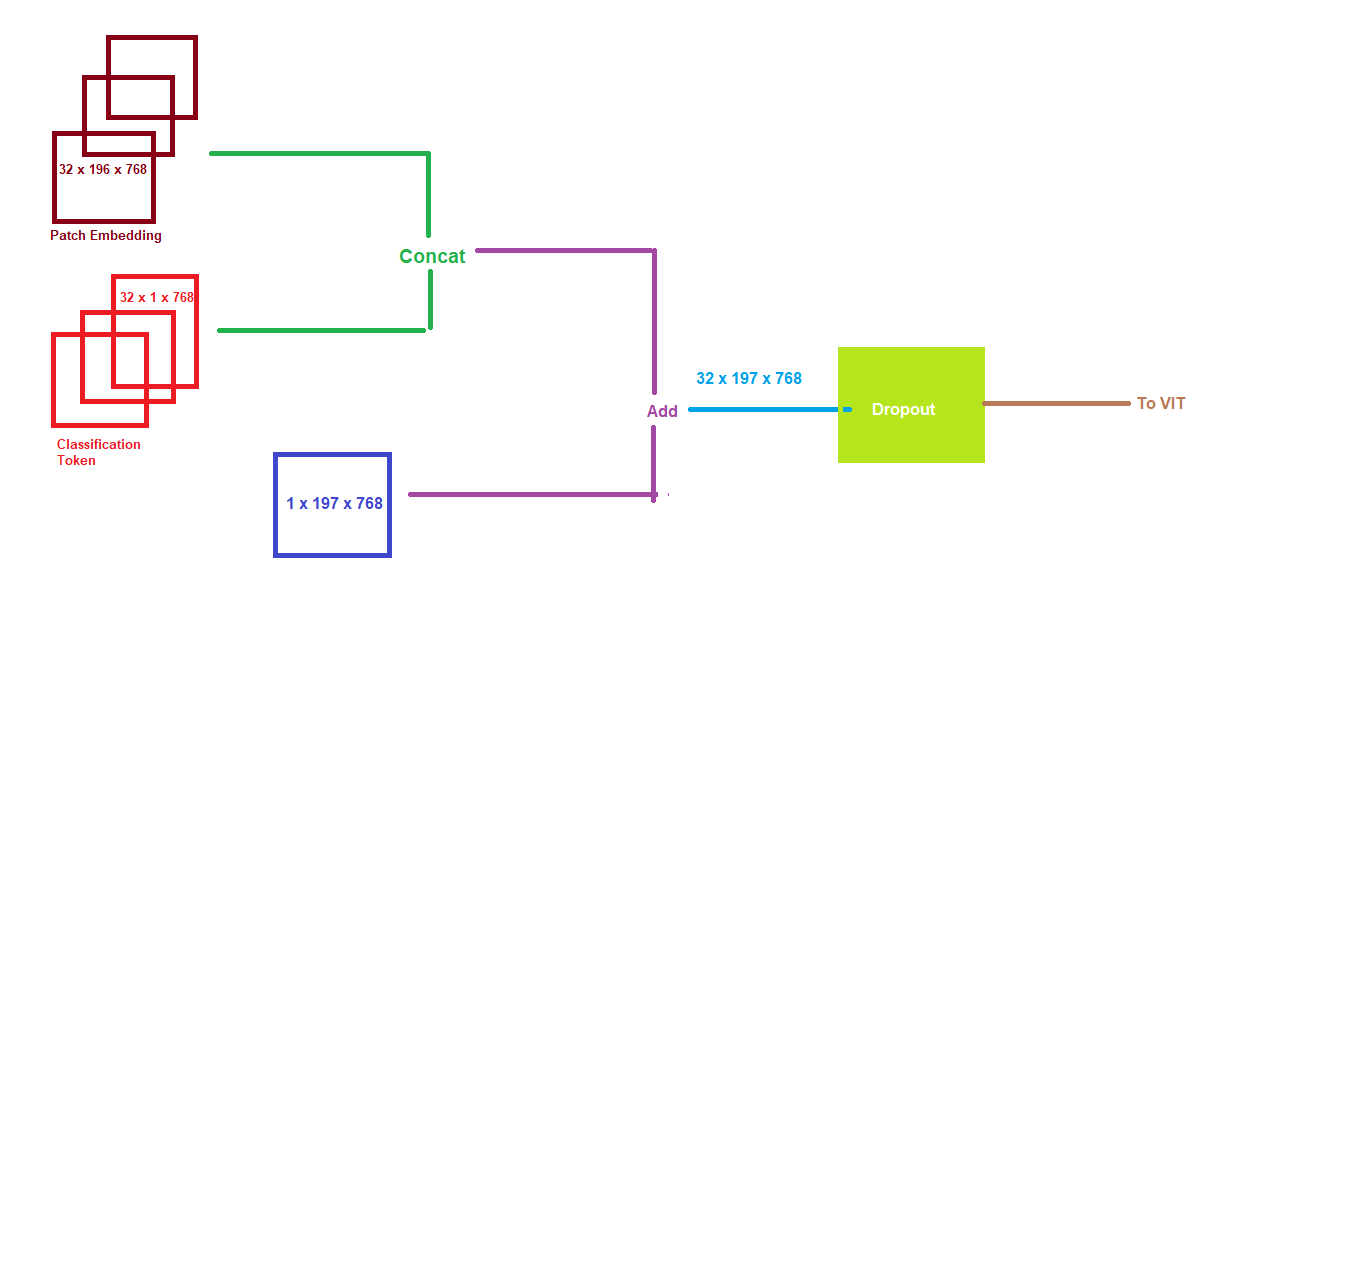 32 x 196 x 768
Patch Embedding
Concat
32 x 1 x 768
32 x 197 x 768
Add
Dropout
To VIT
Classification
Token
1 x 197 x 768